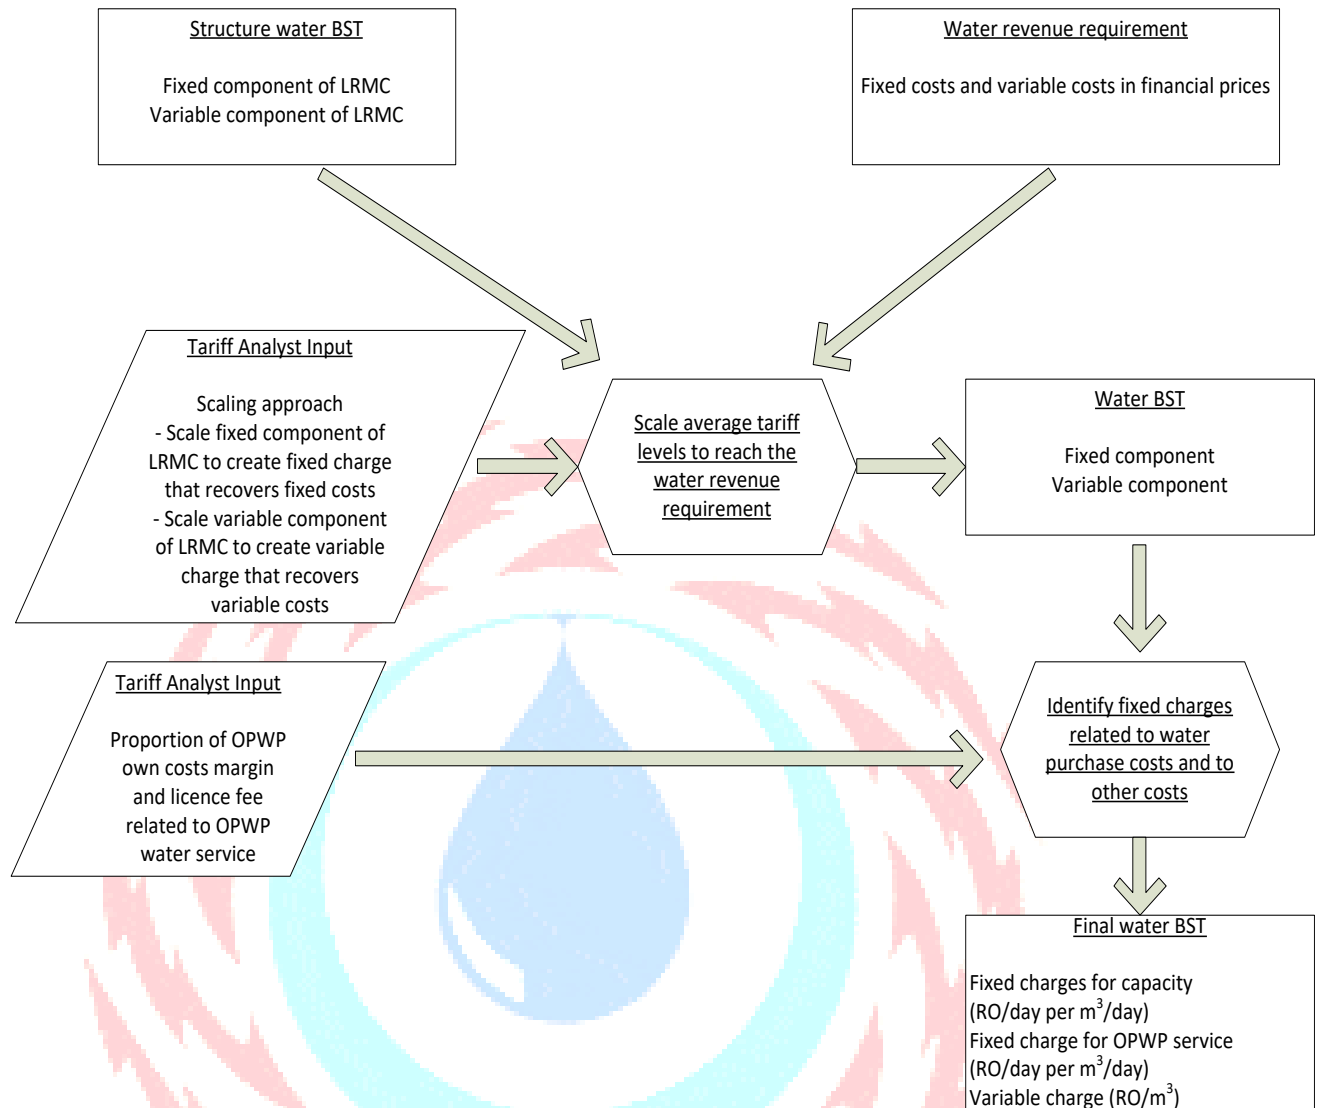 Structure water BST
Fixed component of LRMC
Variable component of LRMC
Water revenue requirement
Fixed costs and variable costs in financial prices
Tariff Analyst Input
Scaling approach
- Scale fixed component of
LRMC to create fixed charge
that recovers fixed costs
- Scale variable component
of LRMC to create variable
charge that recovers
variable costs
Scale average tariff
levels to reach the
water revenue
requirement
Water BST
Fixed component
Variable component
Tariff Analyst Input
Proportion of OPWP
own costs margin
and licence fee
related to OPWP
water service
Identify fixed charges
related to water
purchase costs and to
other costs
Final water BST
Fixed charges for capacity
(RO/day per m³/day)
Fixed charge for OPWP service
(RO/day per m³/day)
Variable charge (RO/m³)